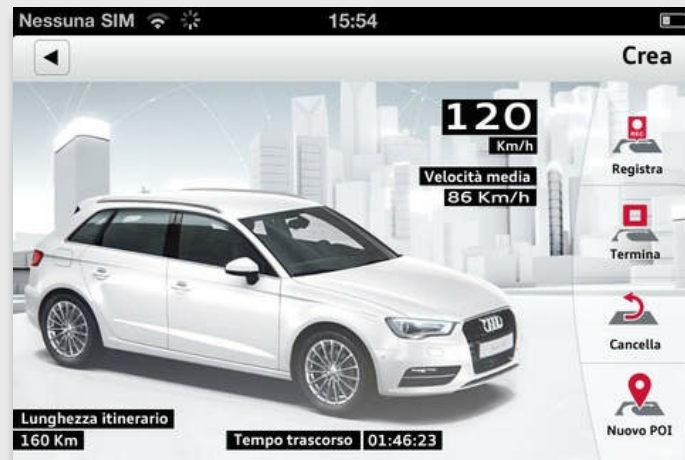 Nessuna SIM 15:54
Crea
120
Km/h
Velocità media
86 Km/h
REC
Registra
Termina
Cancella
Nuovo POI
Lunghezza itinerario
160 Km
Tempo trascorso 01:46:23